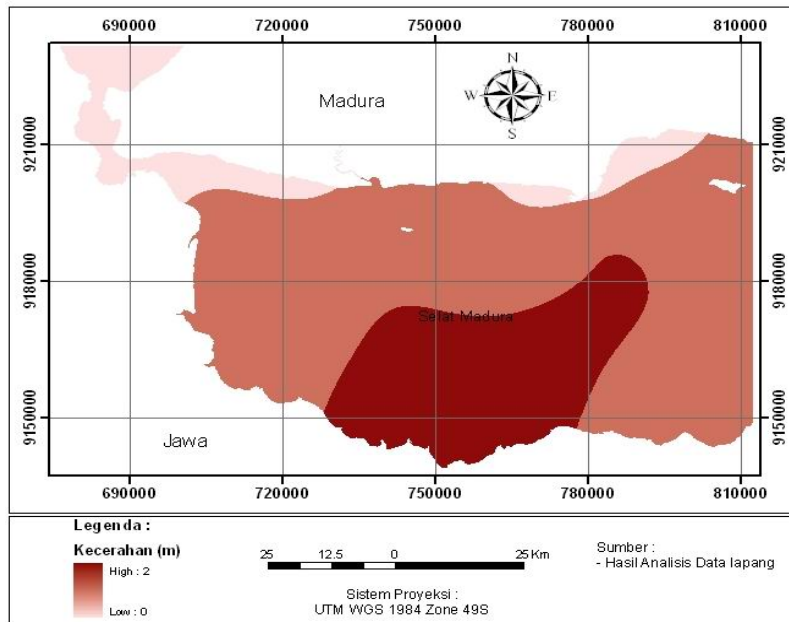 690000 720000 750000 780000 810000
N
W E
S
Madura
9210000 9210000
9180000 9180000
Selat Madura
9150000 9150000
Jawa
690000 720000 750000 780000 810000
Legenda :
Kecerahan (m)
High : 2
Low : 0
25 12.5 0 25 Km
Sistem Proyeksi :
UTM WGS 1984 Zone 49S
Sumber :
- Hasil Analisis Data lapang